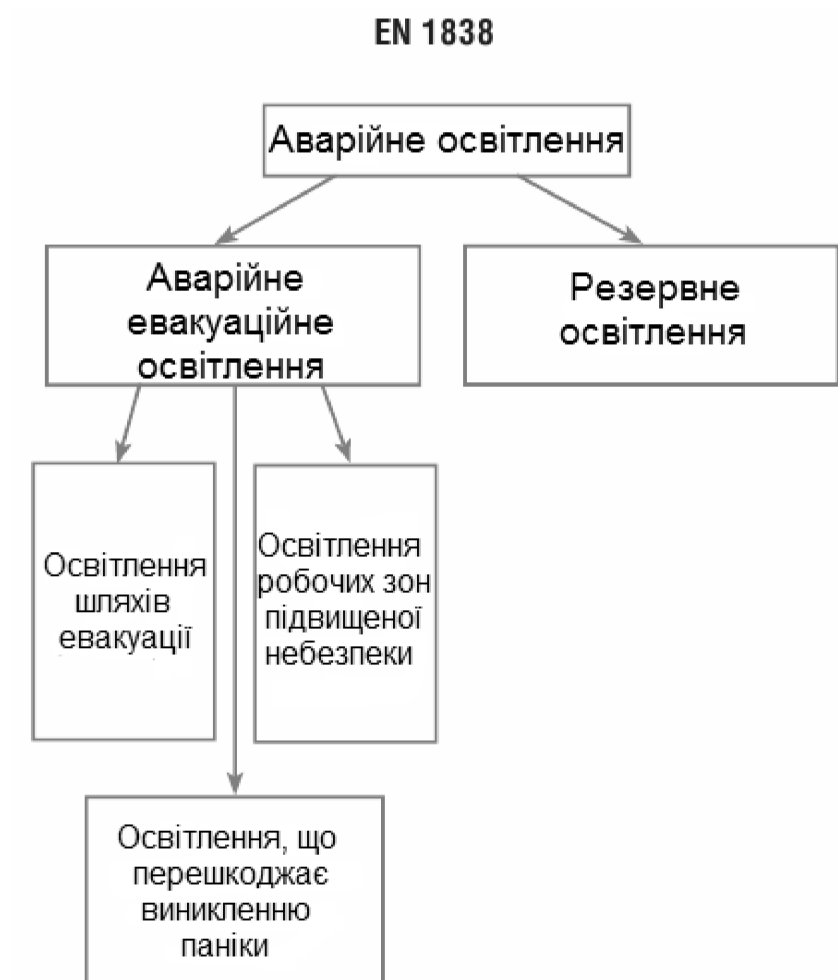 EN 1838
Аварійне освітлення
Аварійне
евакуаційне
освітлення
Резервне
освітлення
Освітлення
шляхів
евакуації
Освітлення
робочих зон
підвищеної
небезпеки
Освітлення, що
перешкоджає
виникленню
паніки